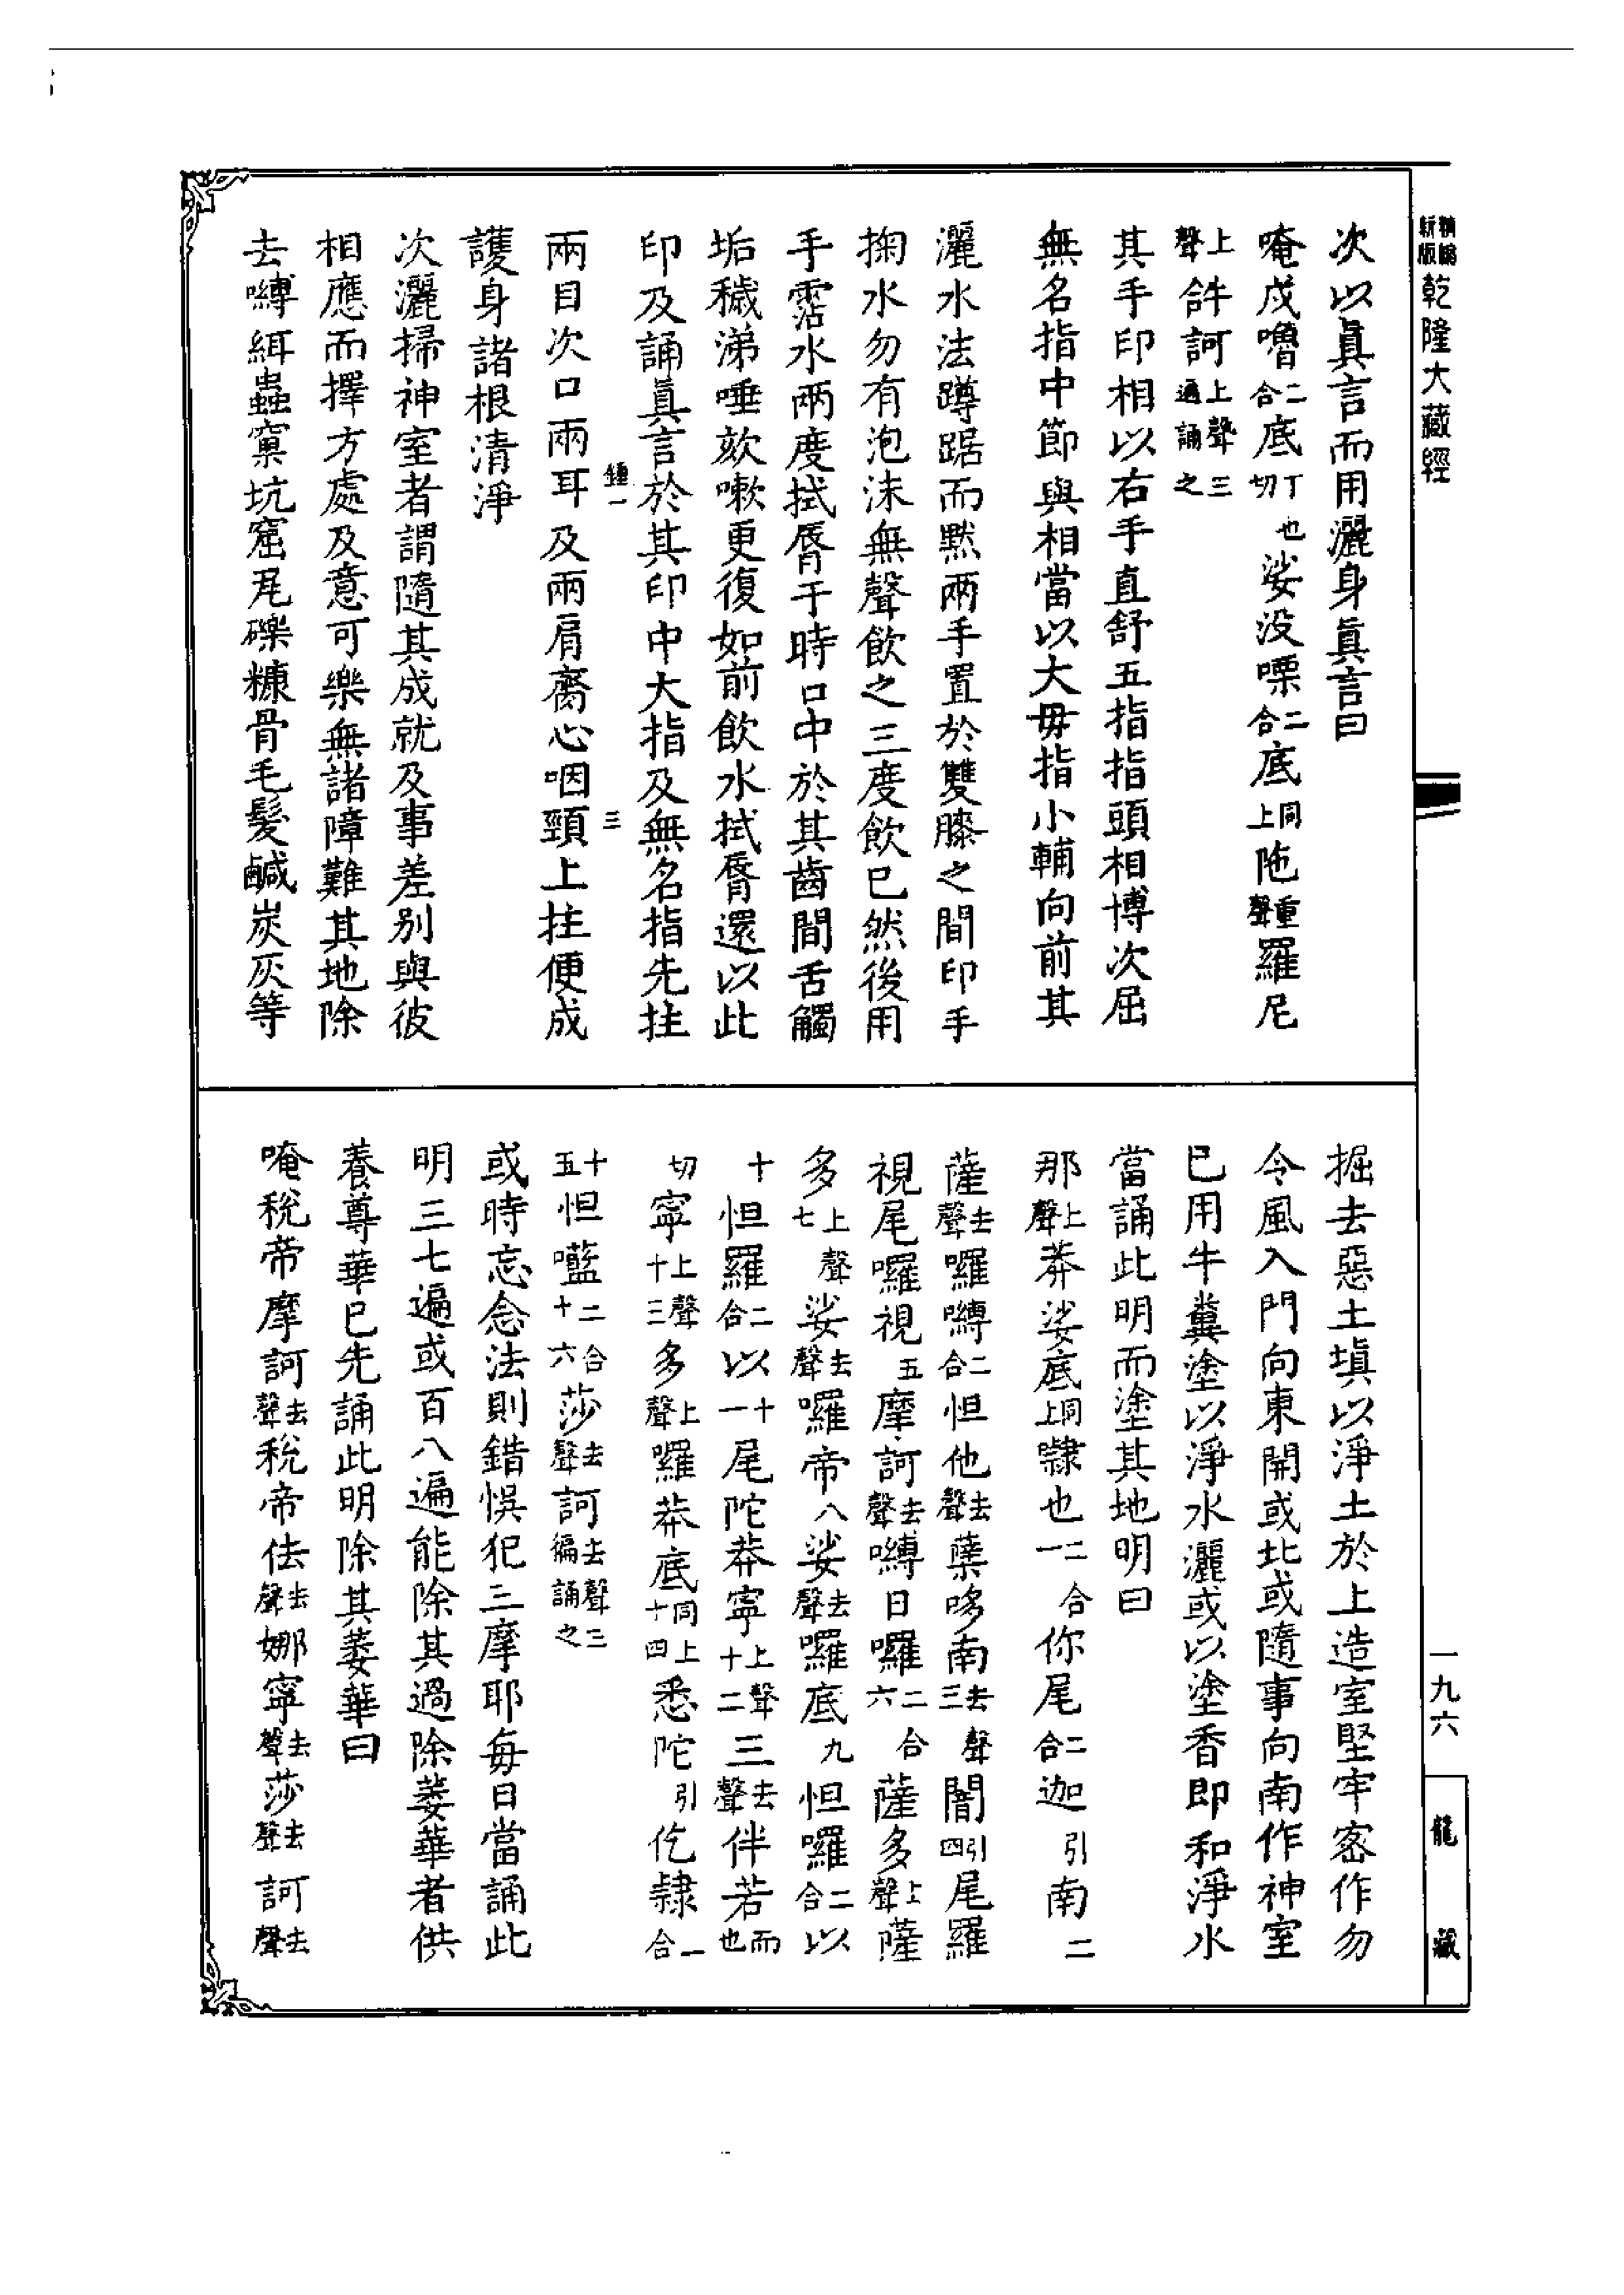 精編新版乾隆大藏經
一九六
龍藏
次以眞言而用灑身眞言曰
唵戍嚕二合底丁也切娑没㗚二合底同上陁重聲羅尼
上聲合牛訶上聲三遍誦之
其手印相以右手直舒五指指頭相博次屈
無名指中節與相當以大毋指小輔向前其
灑水法蹲踞而黙兩手置於雙膝之間印手
掬水勿有泡沫無聲飲之三度飲已然後用
手霑水兩度拭脣于時口中於其齒間舌觸
垢穢涕唾欬嗽更復如前飲水拭脣還以此
印及誦眞言於其印中大指及無名指先拄
兩目次口兩耳及兩肩臍心咽頸上拄便成
鍾一 三
護身諸根清淨
次灑掃神室者謂隨其成就及事差别與彼
相應而擇方處及意可樂無諸障難其地除
去嚩䋙蟲窠坑窟瓦礫糠骨毛髮鹹炭灰等
掘去惡土塡以淨土於上造室堅牢密作勿
令風入門向東開或北或隨事向南作神室
已用牛糞塗以淨水灑或以塗香即和淨水
當誦此明而塗其地明曰
那上聲莽娑底同上隸也二合一你尾二合迦引南二
薩去聲囉嚩二合怛他去聲蘖哆南去聲三闇引四尾羅
視尾囉視五摩訶去聲嚩日囉二合六薩多上聲薩
多上聲七娑去聲囉帝八娑去聲囉底九怛囉二合以
十怛羅二合以十一尾陀莽寧上聲十二三去聲伴若而也
切寧上聲十三多上聲羅莽底同上十四悉陀引仡隸一合
十五怛嚂二合十六莎去聲訶去聲三徧誦之
或時忘念法則錯悞犯三摩耶每日當誦此
明三七遍或百八遍能除其過除萎華者供
養尊華已先誦此明除其萎華曰
唵税帝摩訶去聲税帝佉去聲娜寧去聲莎去聲訶去聲